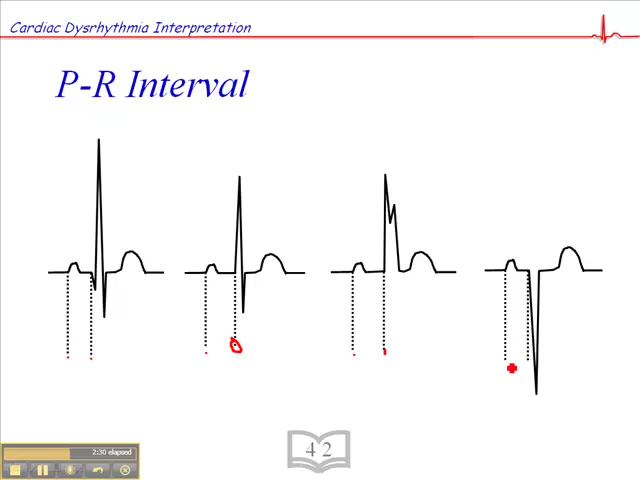 Cardiac Dysrhythmia Interpretation
P-R Interval
42
2:30 elapsed